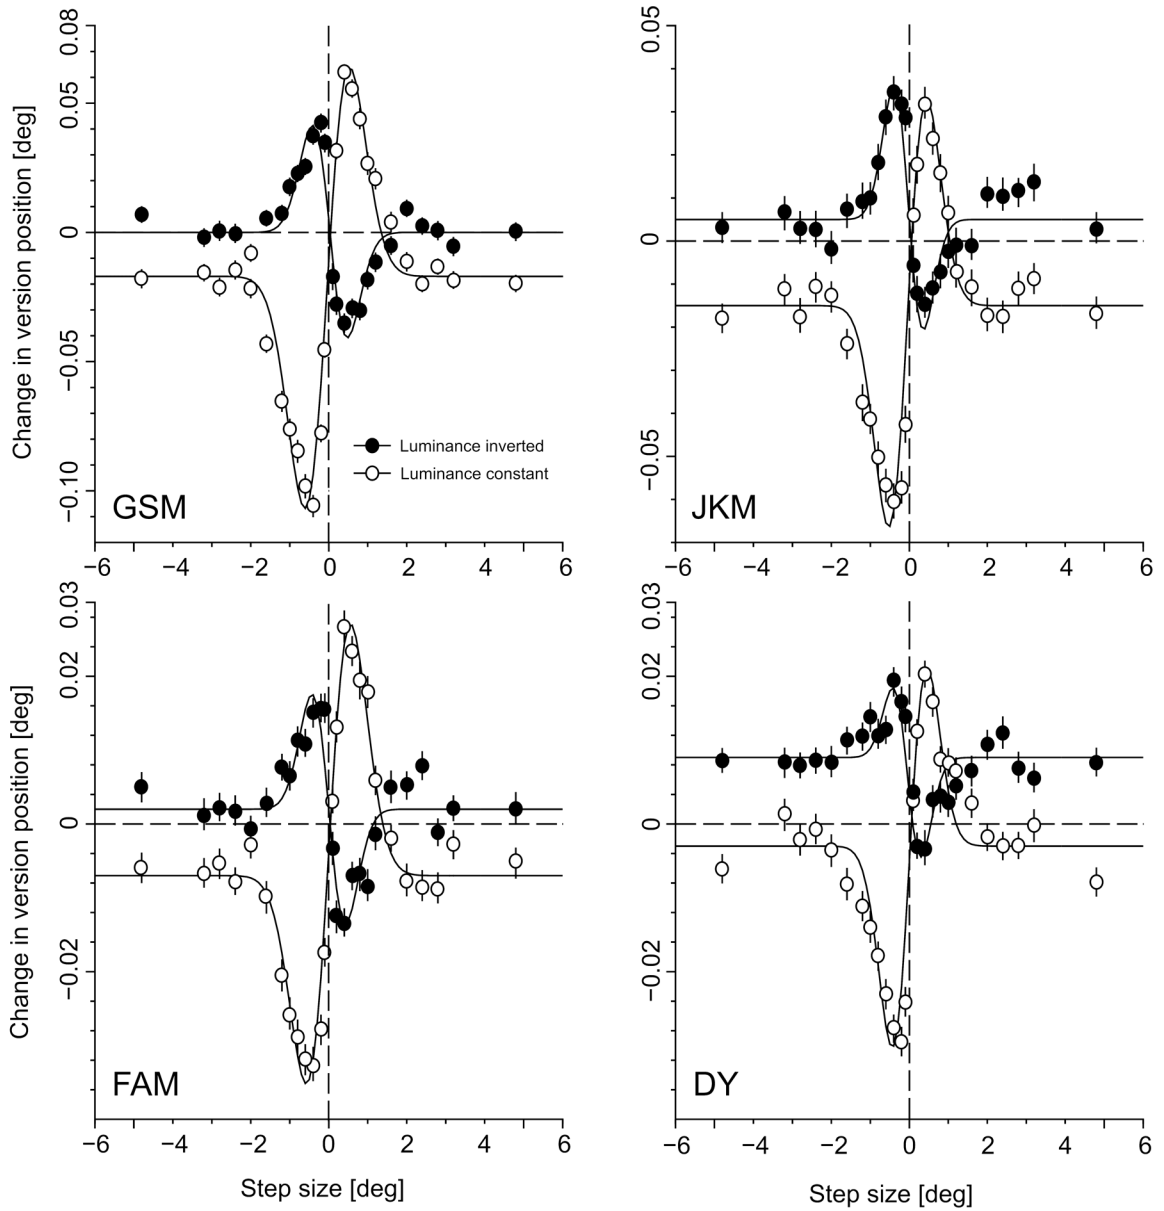 0.08
0.05
0
−0.05
−0.10
Change in version position [deg]
Luminance inverted
Luminance constant
GSM
−6 −4 −2 0 2 4 6
0.05
0
−0.05
JKM
−6 −4 −2 0 2 4 6
0.03
0.02
0
−0.02
Change in version position [deg]
FAM
−6 −4 −2 0 2 4 6
Step size [deg]
0.03
0.02
0
−0.02
DY
−6 −4 −2 0 2 4 6
Step size [deg]